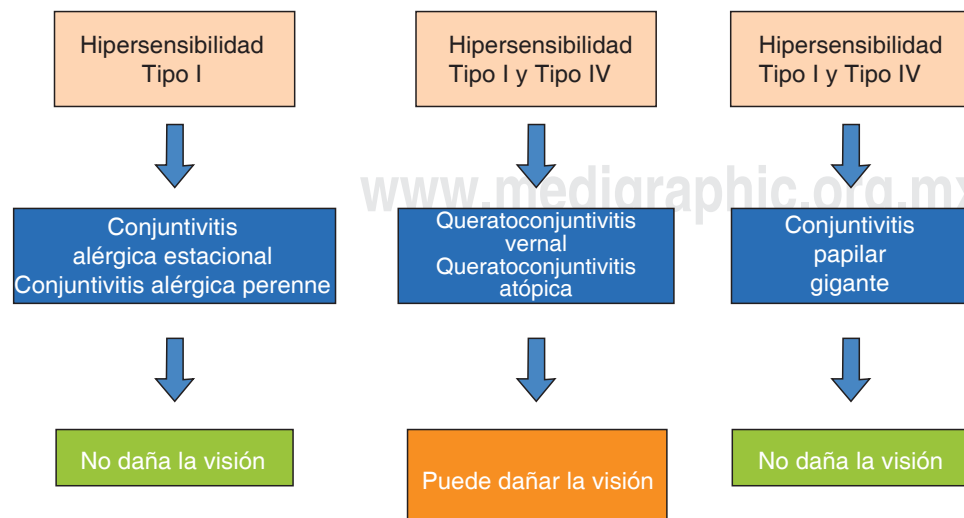 Hipersensibilidad
Tipo I
Hipersensibilidad
Tipo I y Tipo IV
Hipersensibilidad
Tipo I y Tipo IV
www.medigraphic.org.mx
Conjuntivitis
alérgica estacional
Conjuntivitis alérgica perenne
Queratoconjuntivitis
vernal
Queratoconjuntivitis
atópica
Conjuntivitis
papilar
gigante
No daña la visión
Puede dañar la visión
No daña la visión